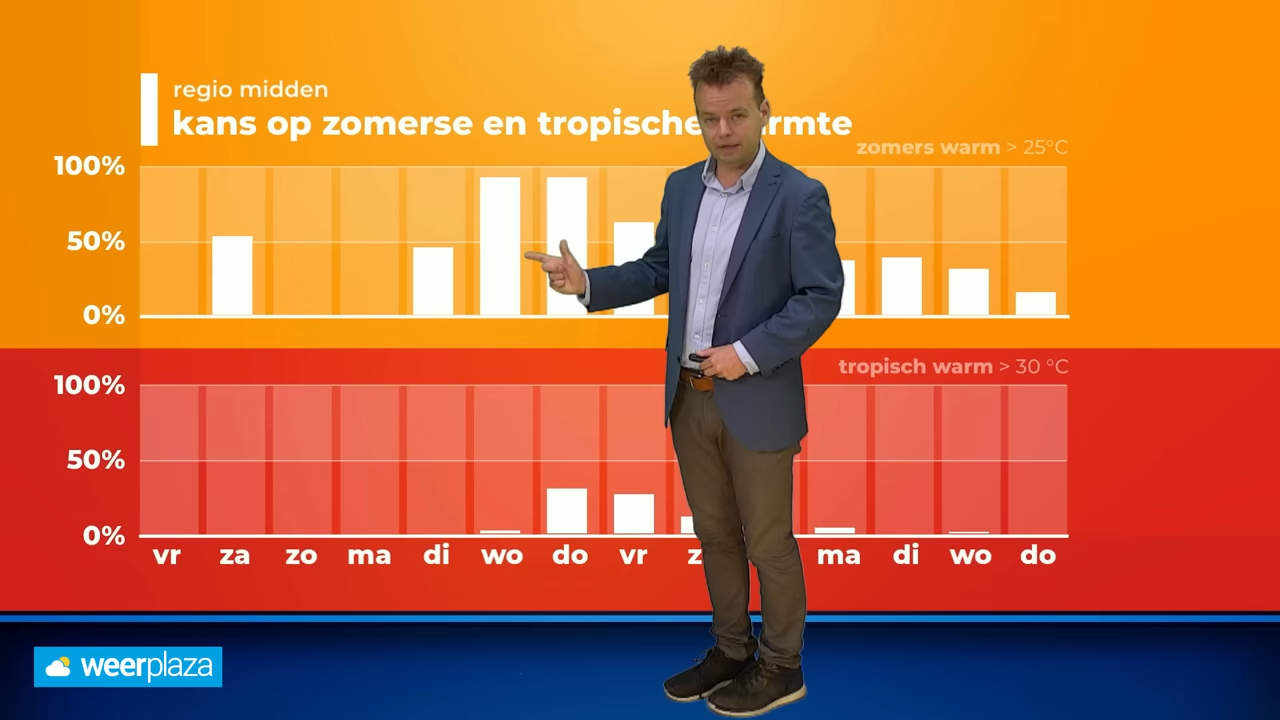 regio midden
kans op zomerse en tropische
zomers warm > 25°C
100%
50%
0%
tropisch warm > 30 °C
100%
50%
0%
vr za zo ma di wo do vr ma di wo do
weerplaza